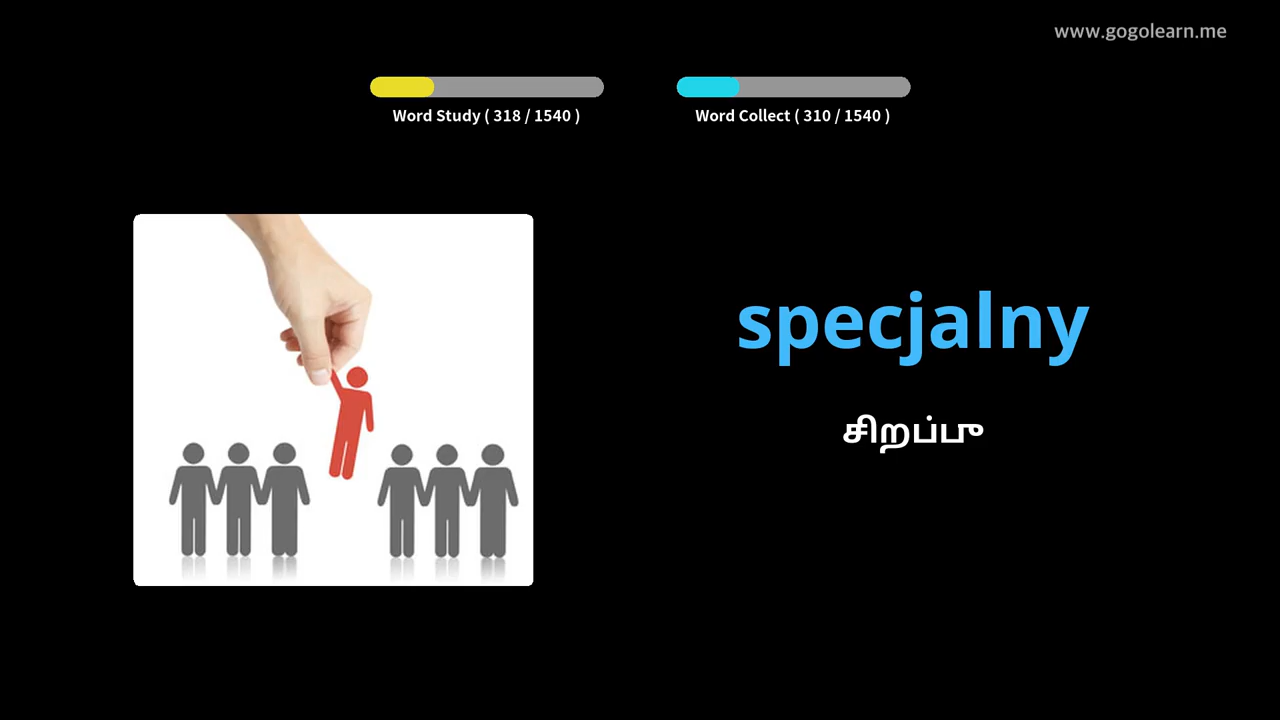 www.gogolearn.me
Word Study ( 318 / 1540 )
Word Collect ( 310 / 1540 )
specjalny
சிறப்பு